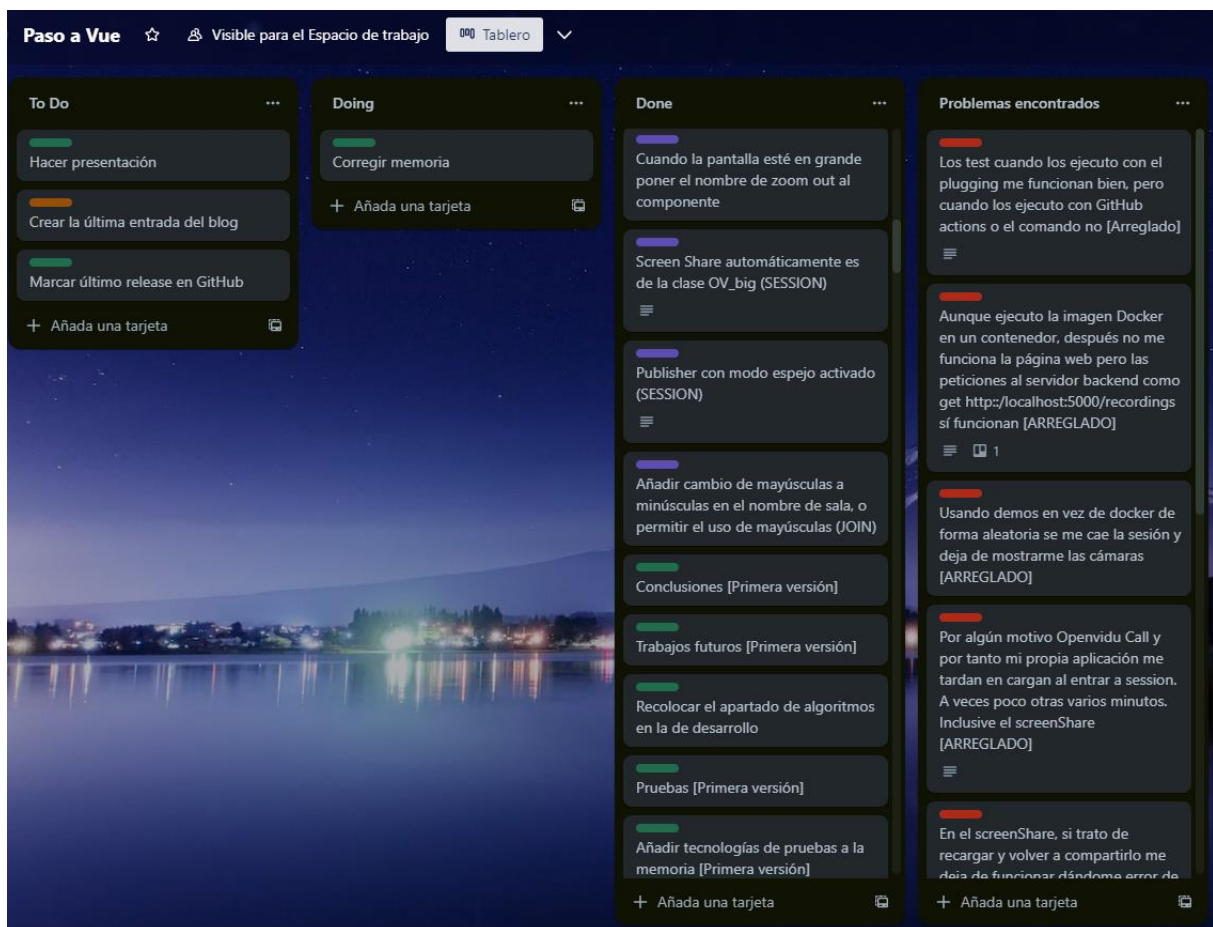 Paso a Vue
Visible para el Espacio de trabajo
Tablero
To Do
Hacer presentación
Crear la última entrada del blog
Marcar último release en GitHub
Añada una tarjeta
Doing
Corregir memoria
Añada una tarjeta
Done
Cuando la pantalla esté en grande
poner el nombre de zoom out al
componente
Screen Share automáticamente es
de la clase OV_big (SESSION)
Publisher con modo espejo activado
(SESSION)
Añadir cambio de mayúsculas a
minúsculas en el nombre de sala, o
permitir el uso de mayúsculas (JOIN)
Conclusiones [Primera versión]
Trabajos futuros [Primera versión]
Recolocar el apartado de algoritmos
en la de desarrollo
Pruebas [Primera versión]
Añadir tecnologías de pruebas a la
memoria [Primera versión]
Añada una tarjeta
Problemas encontrados
Los test cuando los ejecuto con el
plugging me funcionan bien, pero
cuando los ejecuto con GitHub
actions o el comando no [Arreglado]
Aunque ejecuto la imagen Docker
en un contenedor, después no me
funciona la página web pero las
peticiones al servidor backend como
get http::/localhost:5000/recordings
sí funcionan [ARREGLADO]
1
Usando demos en vez de docker de
forma aleatoria se me cae la sesión y
deja de mostrarme las cámaras
[ARREGLADO]
Por algún motivo Openvidu Call y
por tanto mi propia aplicación me
tardan en cargan al entrar a session.
A veces poco otras varios minutos.
Inclusive el screenShare
[ARREGLADO]
En el screenShare, si trato de
recargar y volver a compartirlo me
deja de funcionar dándome error de
Añada una tarjeta